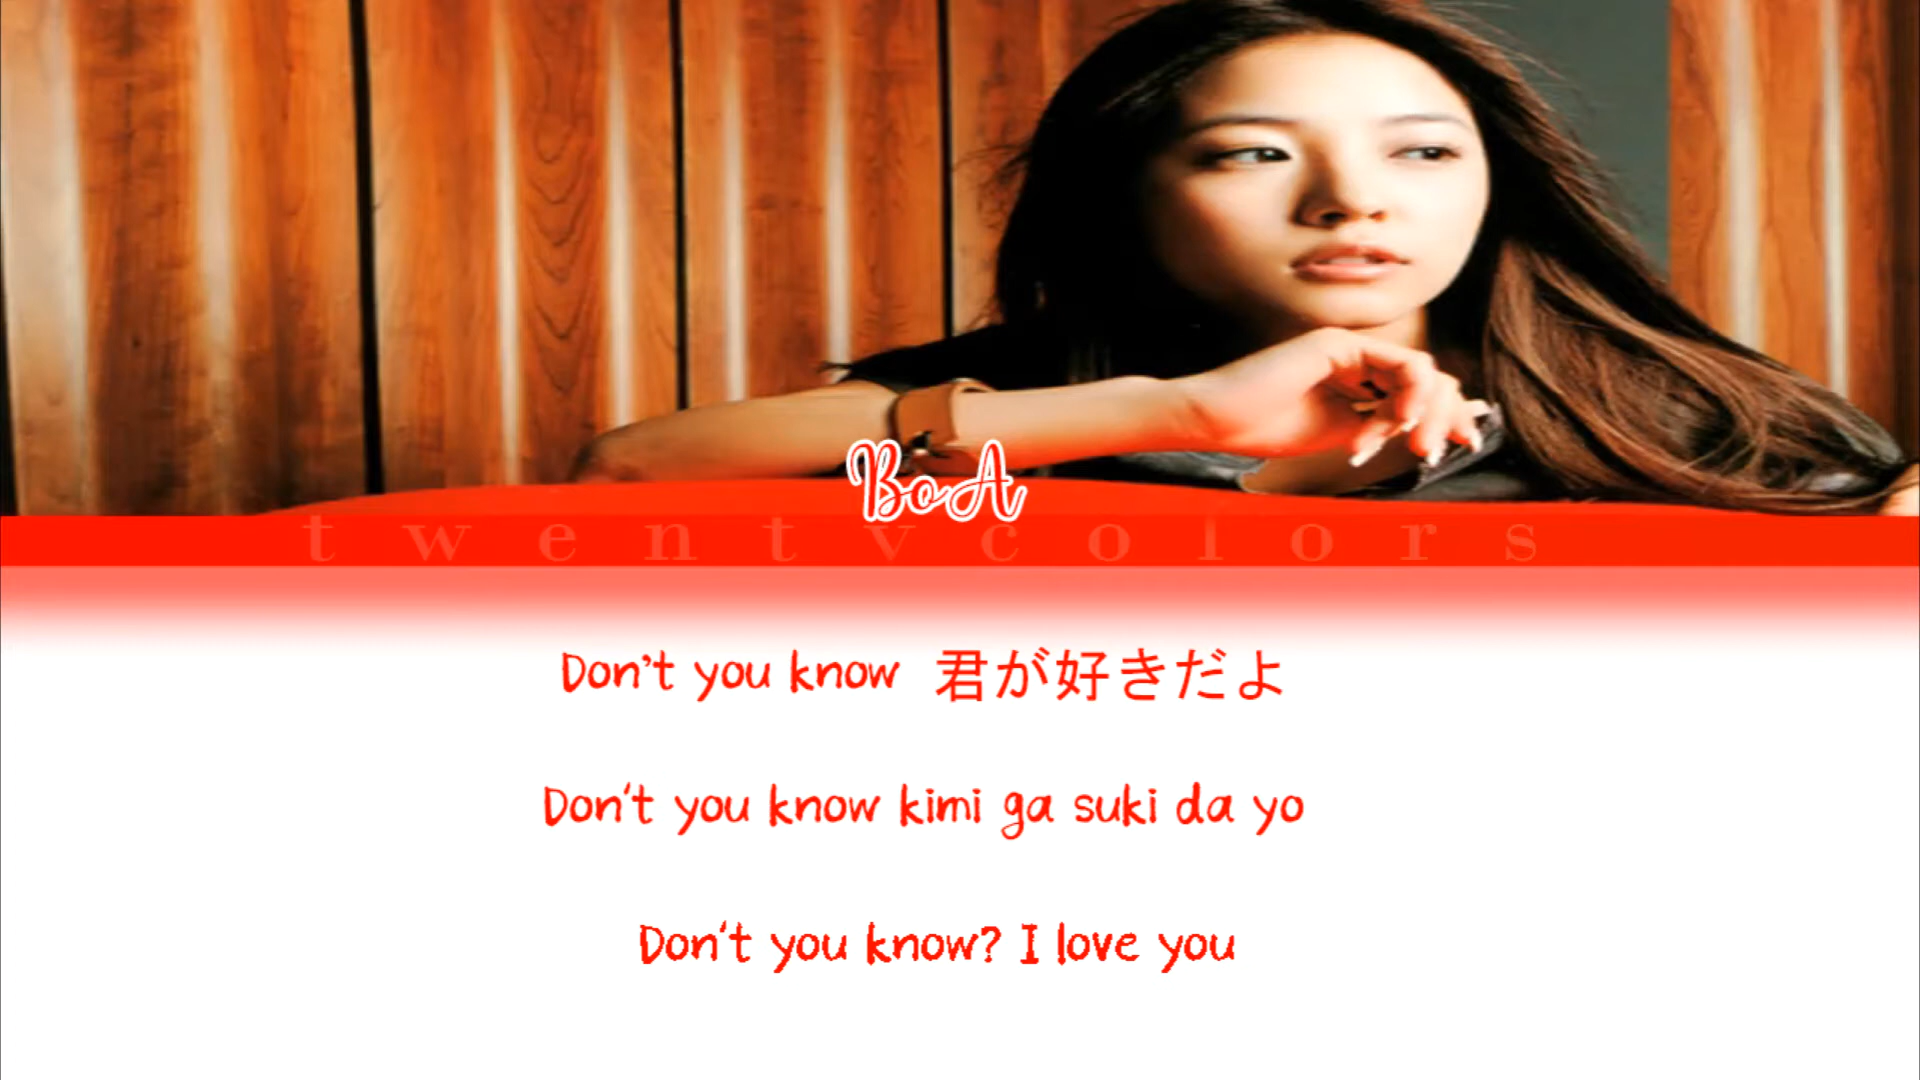 BoA
twentycolors
Don't you know 君が好きだよ
Don't you know kimi ga suki da yo
Don't you know? I love you